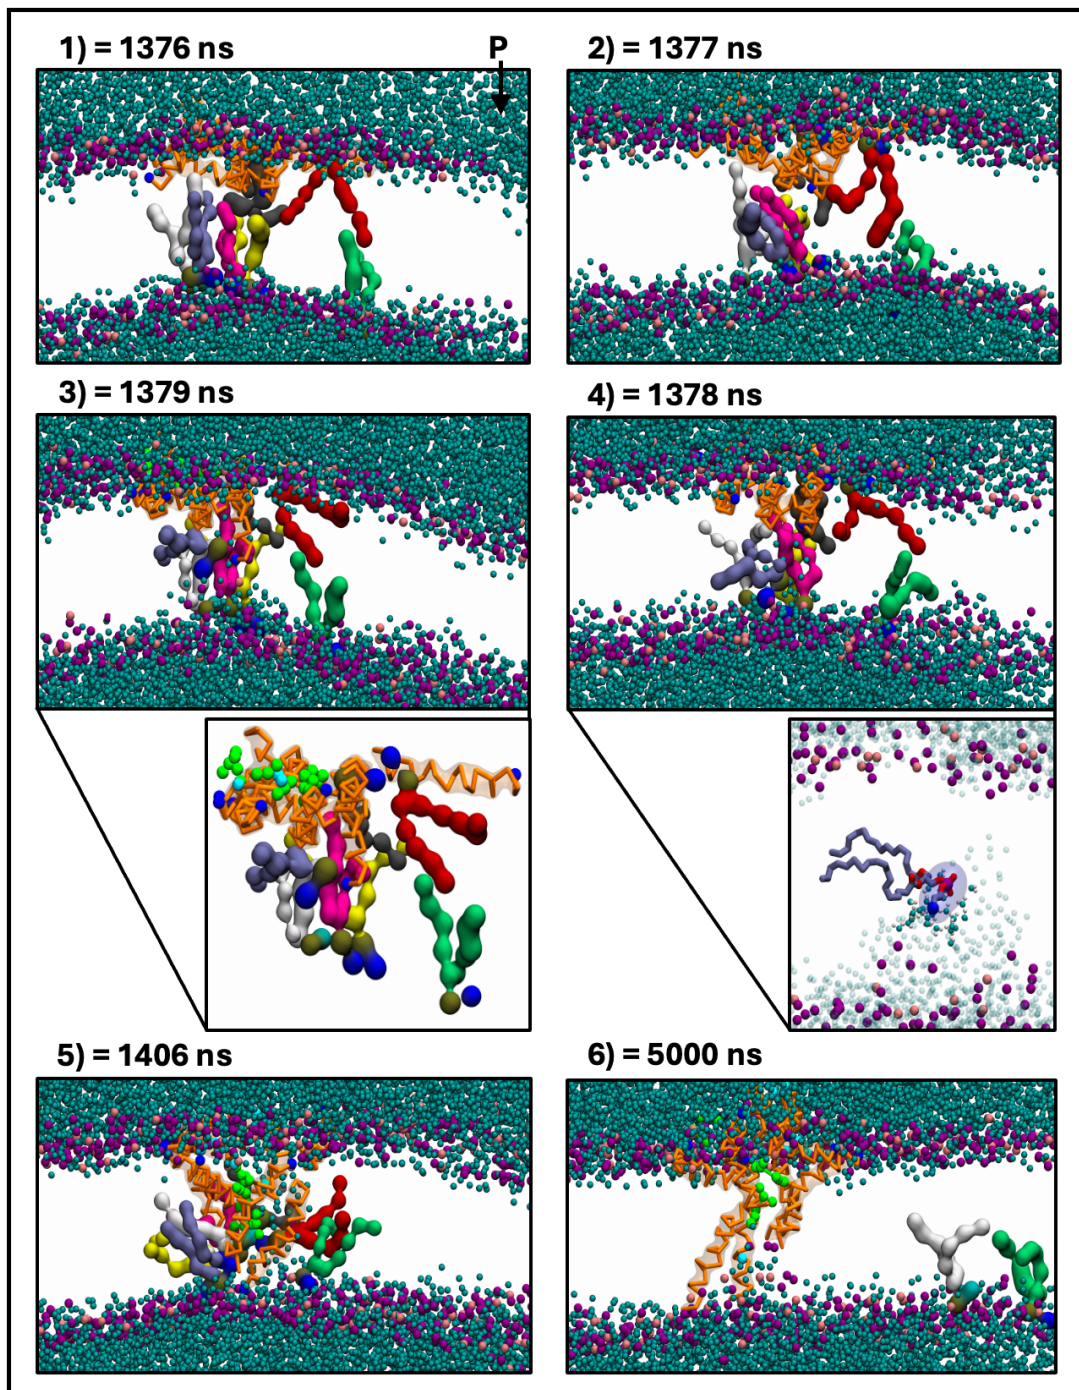 1) = 1376 ns
P
2) = 1377 ns
3) = 1379 ns
4) = 1378 ns
5) = 1406 ns
6) = 5000 ns